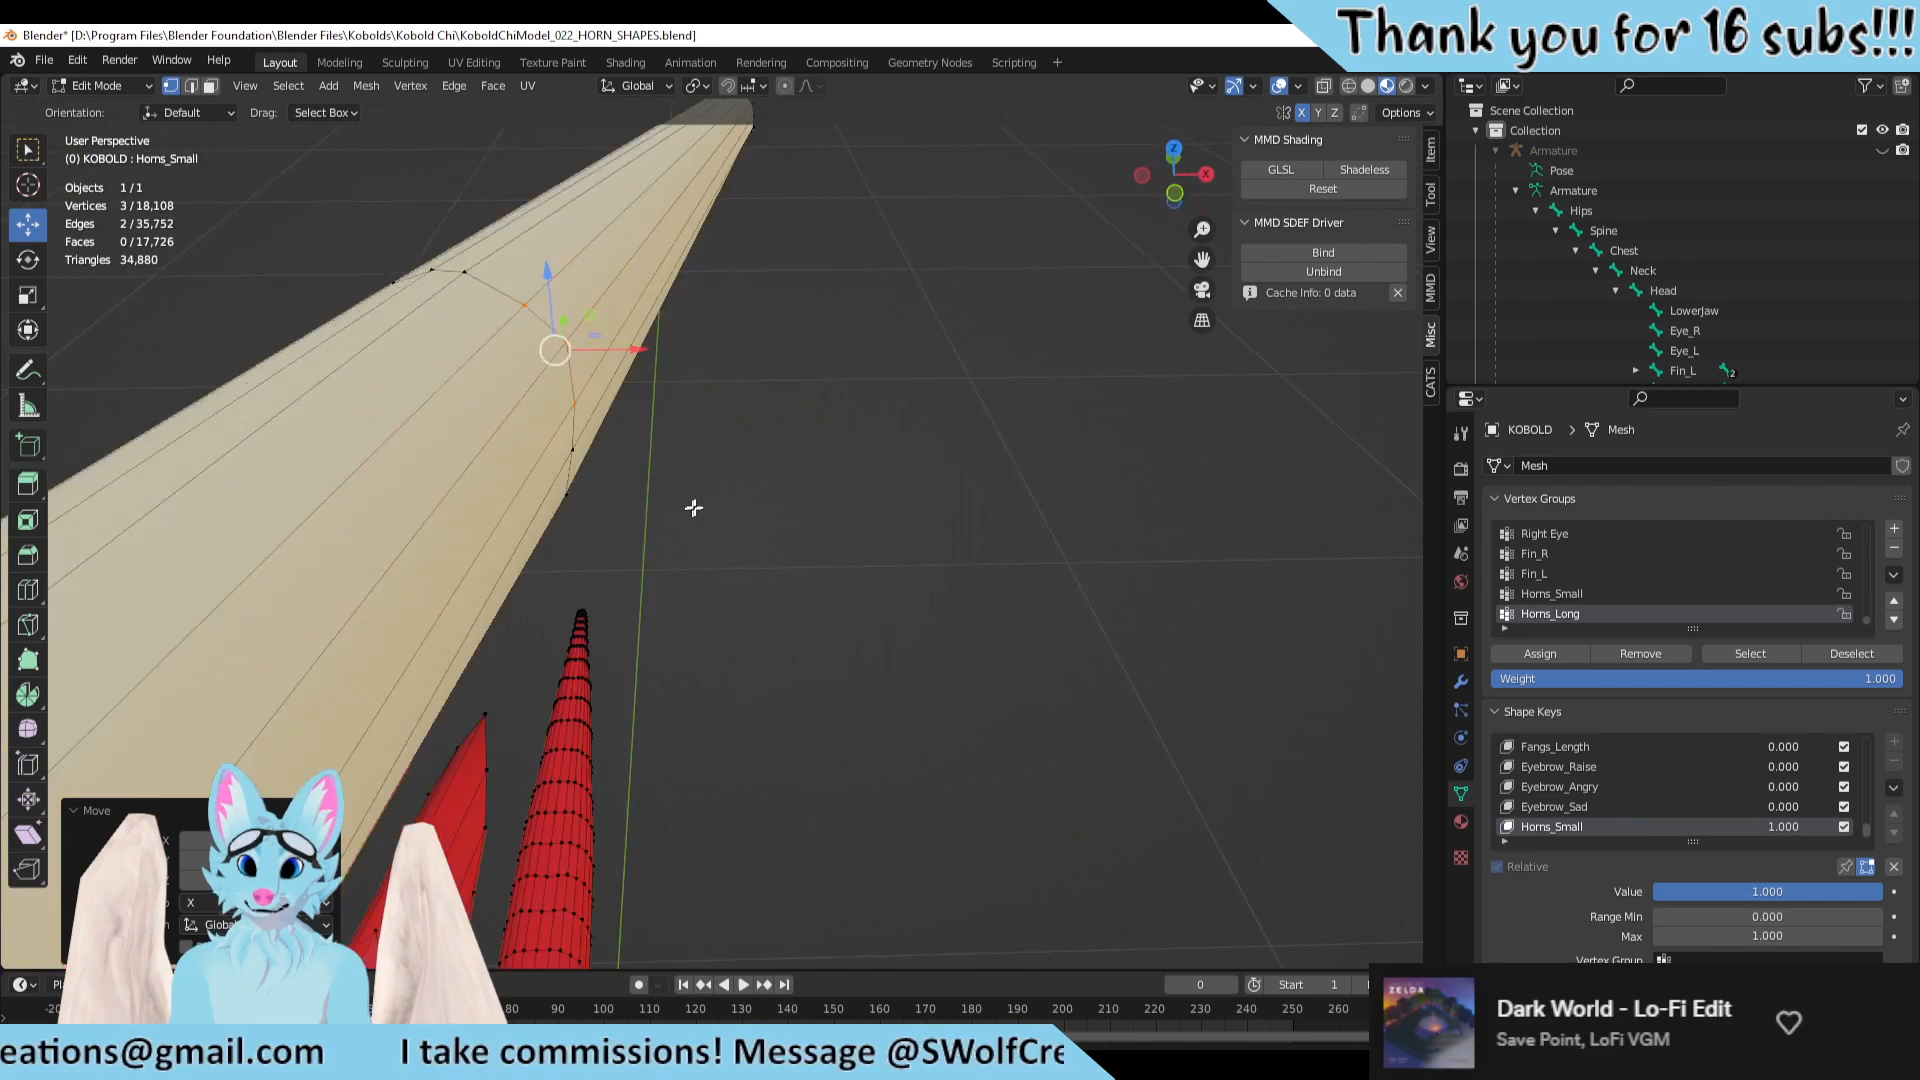 Thank you for 16 subs!!!
Blender* [D:\Program Files\Blender Foundation\Blender Files\Kobolds\Kobold Chi\KoboldChiModel_022_HORN_SHAPES.blend]
File Edit Render Window Help Layout Modeling Sculpting UV Editing Texture Paint Shading Animation Rendering Compositing Geometry Nodes Scripting +
Edit Mode View Select Add Mesh Vertex Edge Face UV Global
Orientation: Default Drag: Select Box X Y Z Options
User Perspective
(0) KOBOLD : Horns_Small
Objects 1/1
Vertices 3/18,108
Edges 2/35,752
Faces 0/17,726
Triangles 34,880
Z
X
MMD Shading
GLSL Shadeless
Reset
MMD SDEF Driver
Bind
Unbind
Cache Info: 0 data
Item
Tool
View
MMD
Misc
CATS
Scene Collection
Collection
Armature
Pose
Armature
Hips
Spine
Chest
Neck
Head
LowerJaw
Eye_R
Eye_L
Fin_L 2
KOBOLD > Mesh
Mesh
Vertex Groups
Right Eye
Fin_R
Fin_L
Horns_Small
Horns_Long
Assign Remove Select Deselect
Weight 1.000
Shape Keys
Fangs_Length 0.000
Eyebrow_Raise 0.000
Eyebrow_Angry 0.000
Eyebrow_Sad 0.000
Horns_Small 1.000
Relative
Value 1.000
Range Min 0.000
Max 1.000
Vertex Group
Move
X
X
Global
0 Start 1
-20 80 90 100 110 120 130 140 150 160 170 180 190 200 210 220 230 240 250 260
Dark World - Lo-Fi Edit
Save Point, LoFi VGM
ZELDA
eations@gmail.com I take commissions! Message @SWolfCre